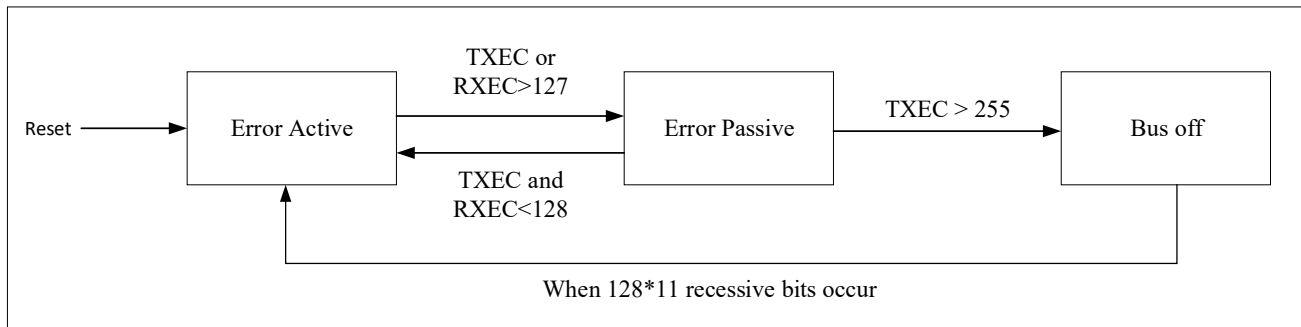 TXEC or
RXEC>127
Reset
Error Active
Error Passive
TXEC > 255
Bus off
TXEC and
RXEC<128
When 128*11 recessive bits occur